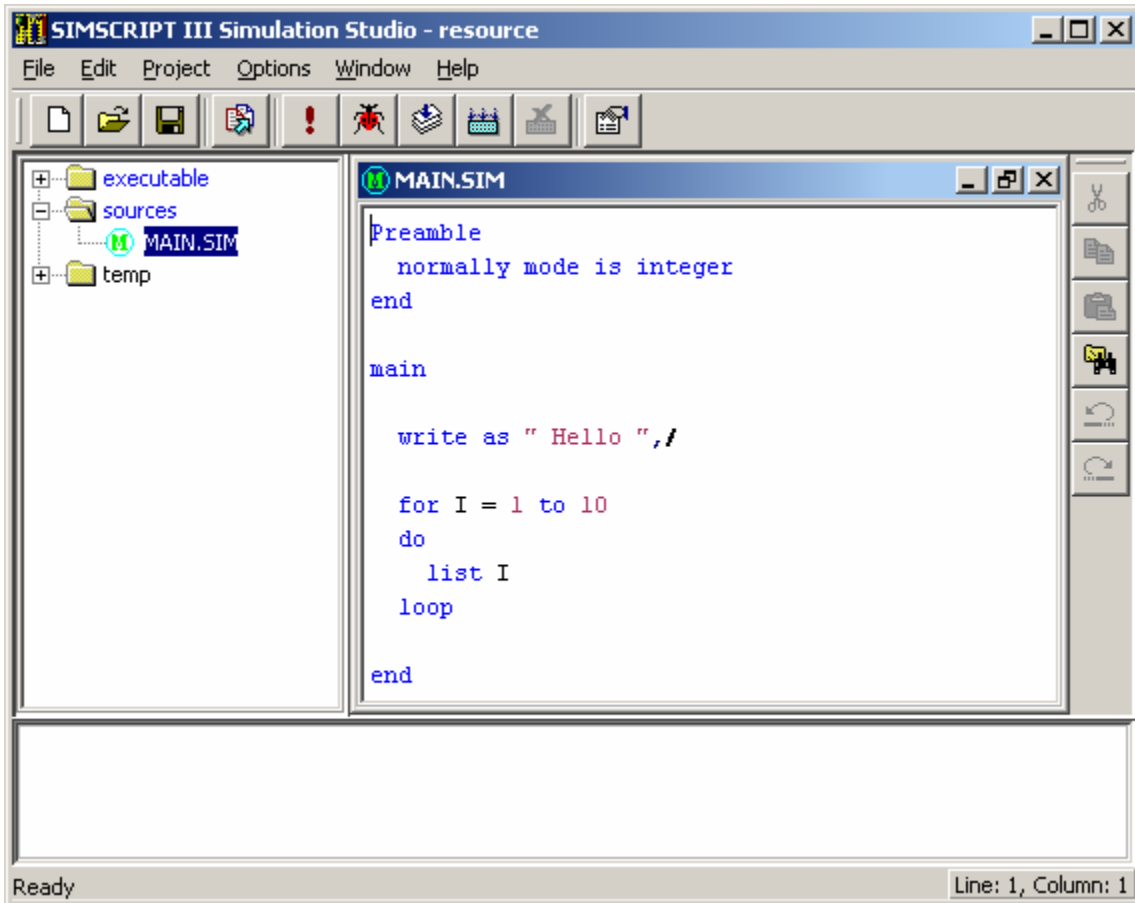 SIMSCRIPT III Simulation Studio - resource
File Edit Project Options Window Help
executable
sources
MAIN.SIM
temp
MAIN.SIM
Preamble
normally mode is integer
end
main
write as " Hello ",/
for I = 1 to 10
do
list I
loop
end
Ready
Line: 1, Column: 1